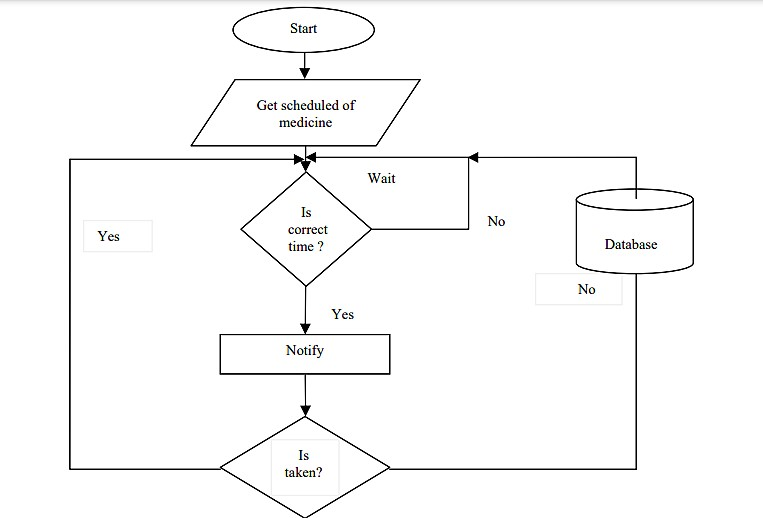 Start
Get scheduled of
medicine
Wait
Is
correct
time ?
No
Yes
Database
No
Yes
Notify
Is
taken?